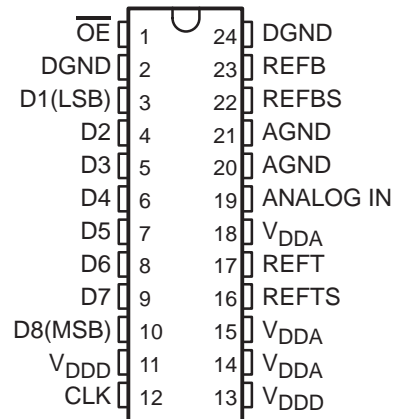 O̅E̅ 1 24 DGND
DGND 2 23 REFB
D1(LSB) 3 22 REFBS
D2 4 21 AGND
D3 5 20 AGND
D4 6 19 ANALOG IN
D5 7 18 VDDA
D6 8 17 REFT
D7 9 16 REFTS
D8(MSB) 10 15 VDDA
VDDD 11 14 VDDA
CLK 12 13 VDDD